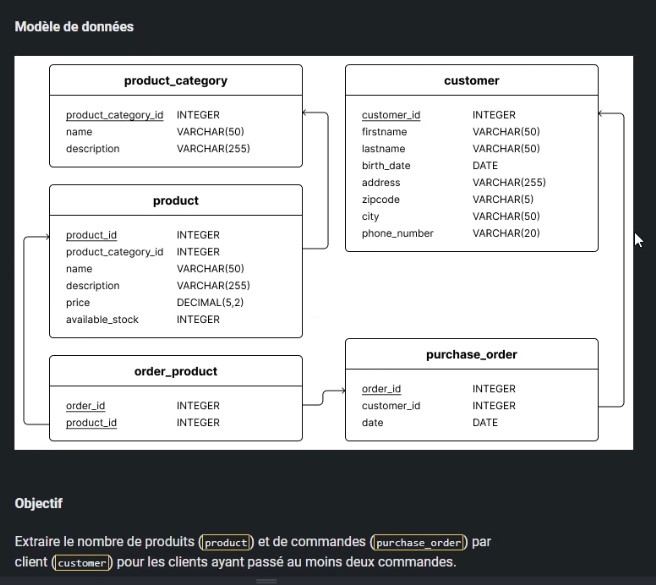 Modèle de données
product_category
product_category_id INTEGER
name VARCHAR(50)
description VARCHAR(255)
customer
customer_id INTEGER
firstname VARCHAR(50)
lastname VARCHAR(50)
birth_date DATE
address VARCHAR(255)
zipcode VARCHAR(5)
city VARCHAR(50)
phone_number VARCHAR(20)
product
product_id INTEGER
product_category_id INTEGER
name VARCHAR(50)
description VARCHAR(255)
price DECIMAL(5,2)
available_stock INTEGER
order_product
order_id INTEGER
product_id INTEGER
purchase_order
order_id INTEGER
customer_id INTEGER
date DATE
Objectif
Extraire le nombre de produits (product) et de commandes (purchase_order) par
client (customer) pour les clients ayant passé au moins deux commandes.